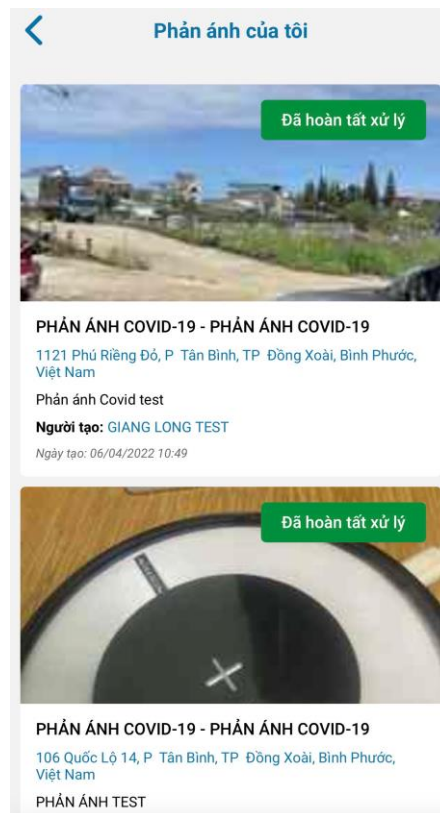 Phản ánh của tôi
Đã hoàn tất xử lý
PHẢN ÁNH COVID-19 - PHẢN ÁNH COVID-19
1121 Phú Riềng Đỏ, P Tân Bình, TP Đồng Xoài, Bình Phước,
Việt Nam
Phản ánh Covid test
Người tạo: GIANG LONG TEST
Ngày tạo: 06/04/2022 10:49
Đã hoàn tất xử lý
PHẢN ÁNH COVID-19 - PHẢN ÁNH COVID-19
106 Quốc Lộ 14, P Tân Bình, TP Đồng Xoài, Bình Phước,
Việt Nam
PHẢN ÁNH TEST